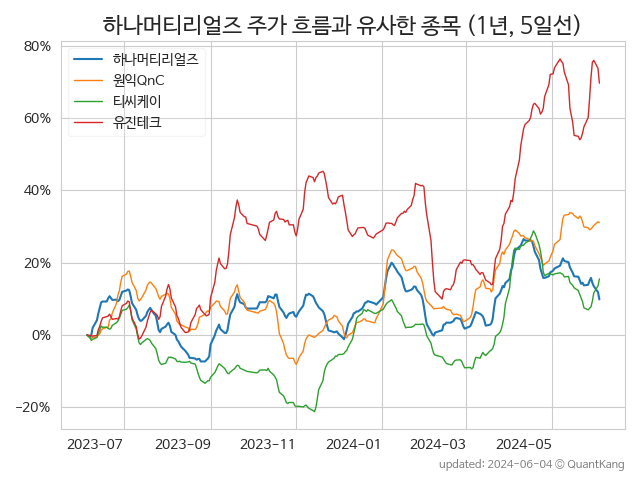 하나머티리얼즈 주가 흐름과 유사한 종목 (1년, 5일선)
80%
60%
40%
20%
0%
−20%
하나머티리얼즈
원익QnC
티씨케이
유진테크
2023-07
2023-09
2023-11
2024-01
2024-03
2024-05
updated: 2024-06-04 © QuantKang